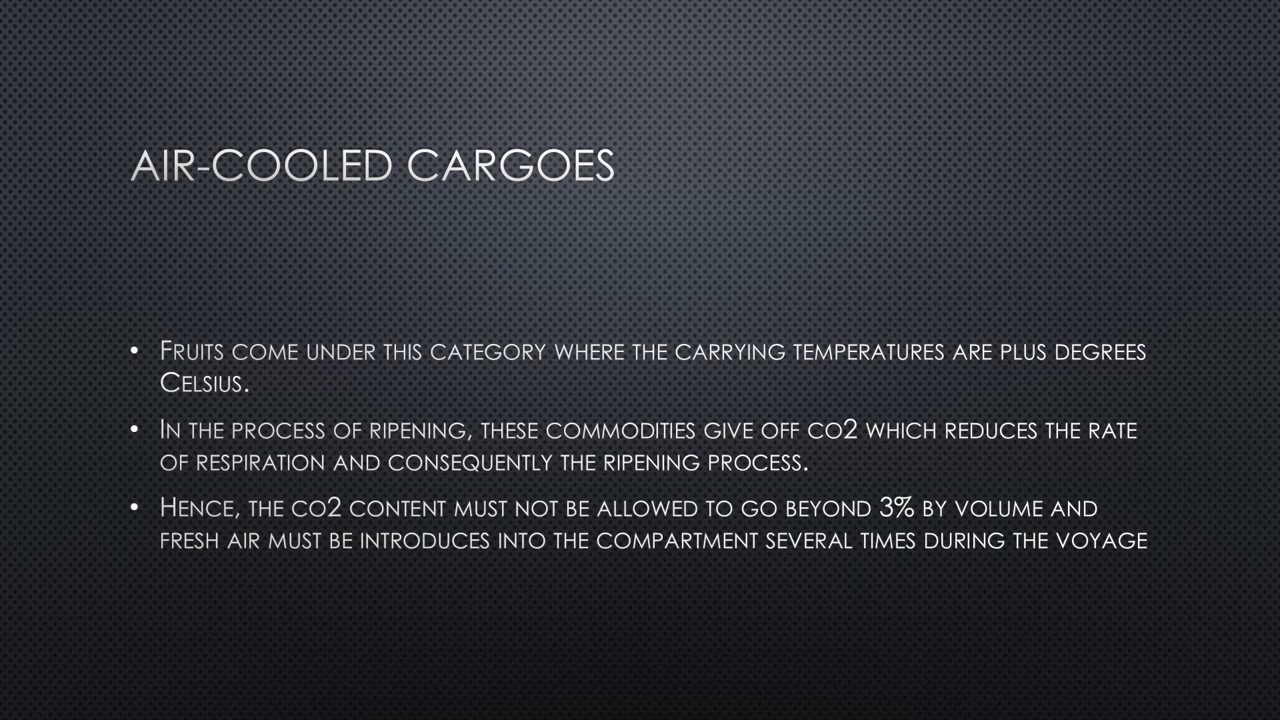 AIR-COOLED CARGOES
• FRUITS COME UNDER THIS CATEGORY WHERE THE CARRYING TEMPERATURES ARE PLUS DEGREES
CELSIUS.
• IN THE PROCESS OF RIPENING, THESE COMMODITIES GIVE OFF CO2 WHICH REDUCES THE RATE
OF RESPIRATION AND CONSEQUENTLY THE RIPENING PROCESS.
• HENCE, THE CO2 CONTENT MUST NOT BE ALLOWED TO GO BEYOND 3% BY VOLUME AND
FRESH AIR MUST BE INTRODUCES INTO THE COMPARTMENT SEVERAL TIMES DURING THE VOYAGE